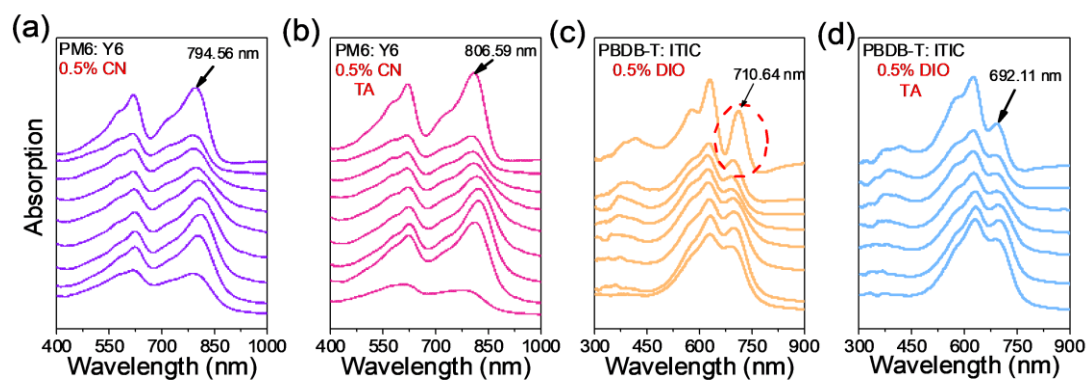 (a)
PM6: Y6
0.5% CN
794.56 nm
Absorption
400 550 700 850 1000
Wavelength (nm)
(b)
PM6: Y6
0.5% CN
TA
806.59 nm
400 550 700 850 1000
Wavelength (nm)
(c)
PBDB-T: ITIC
0.5% DIO
710.64 nm
300 450 600 750 900
Wavelength (nm)
(d)
PBDB-T: ITIC
0.5% DIO
TA
692.11 nm
300 450 600 750 900
Wavelength (nm)